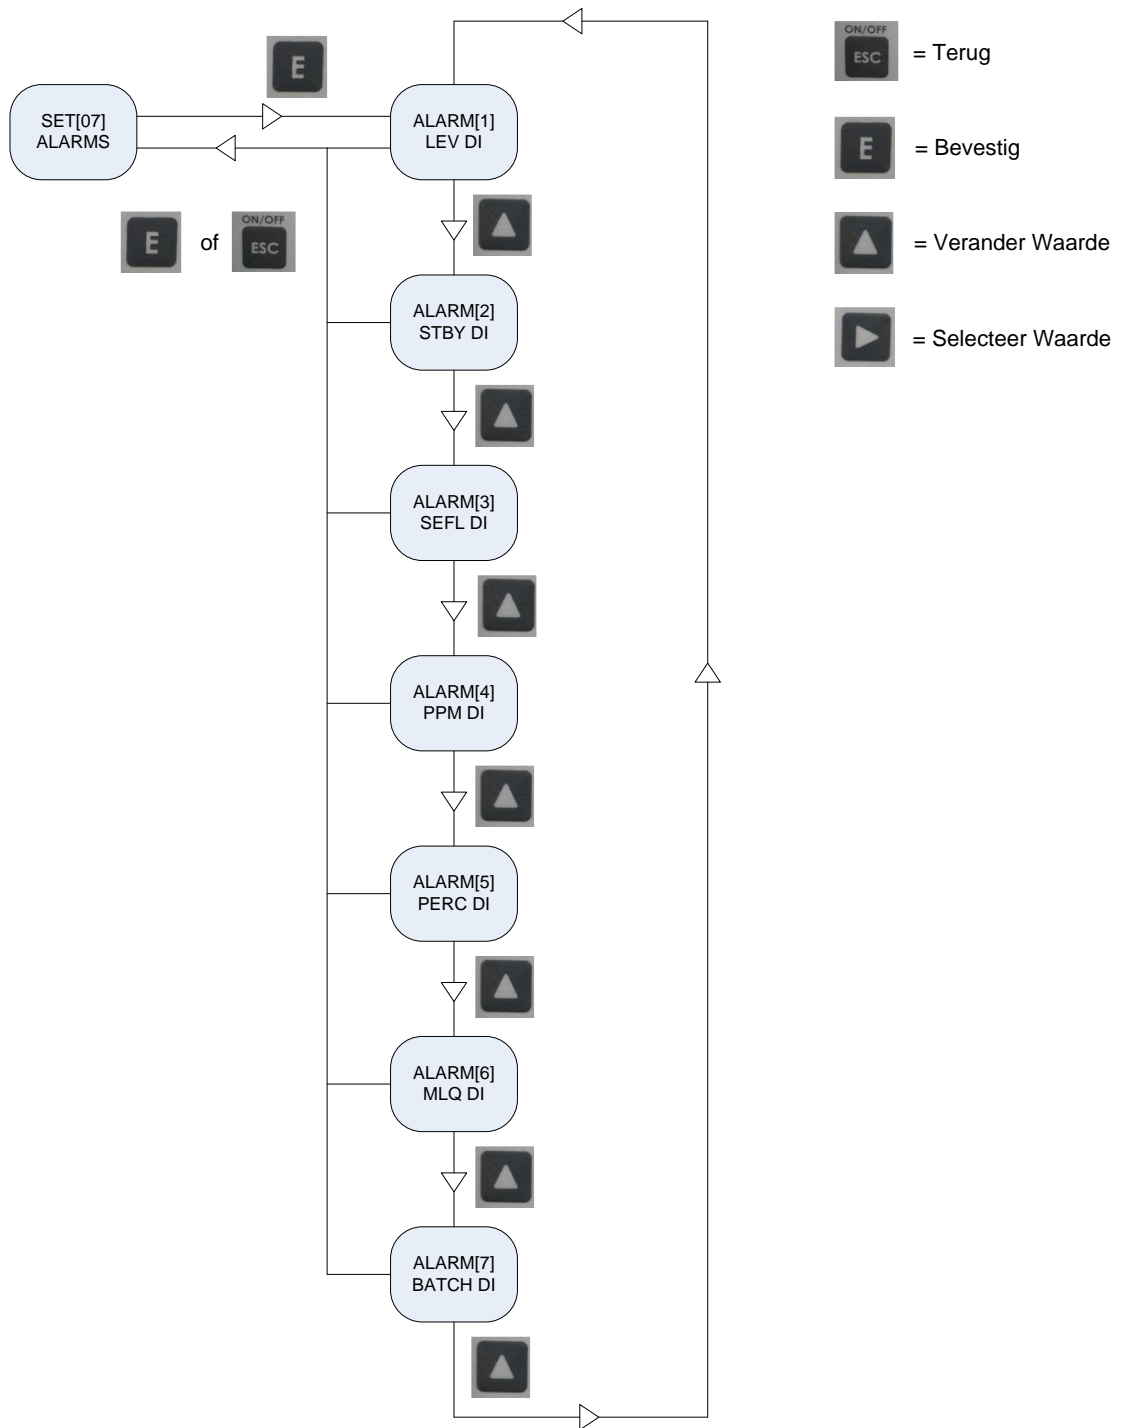 E
SET[07]
ALARMS
E of ON/OFF ESC
ALARM[1]
LEV DI
ALARM[2]
STBY DI
ALARM[3]
SEFL DI
ALARM[4]
PPM DI
ALARM[5]
PERC DI
ALARM[6]
MLQ DI
ALARM[7]
BATCH DI
ON/OFF
ESC = Terug
E = Bevestig
= Verander Waarde
= Selecteer Waarde